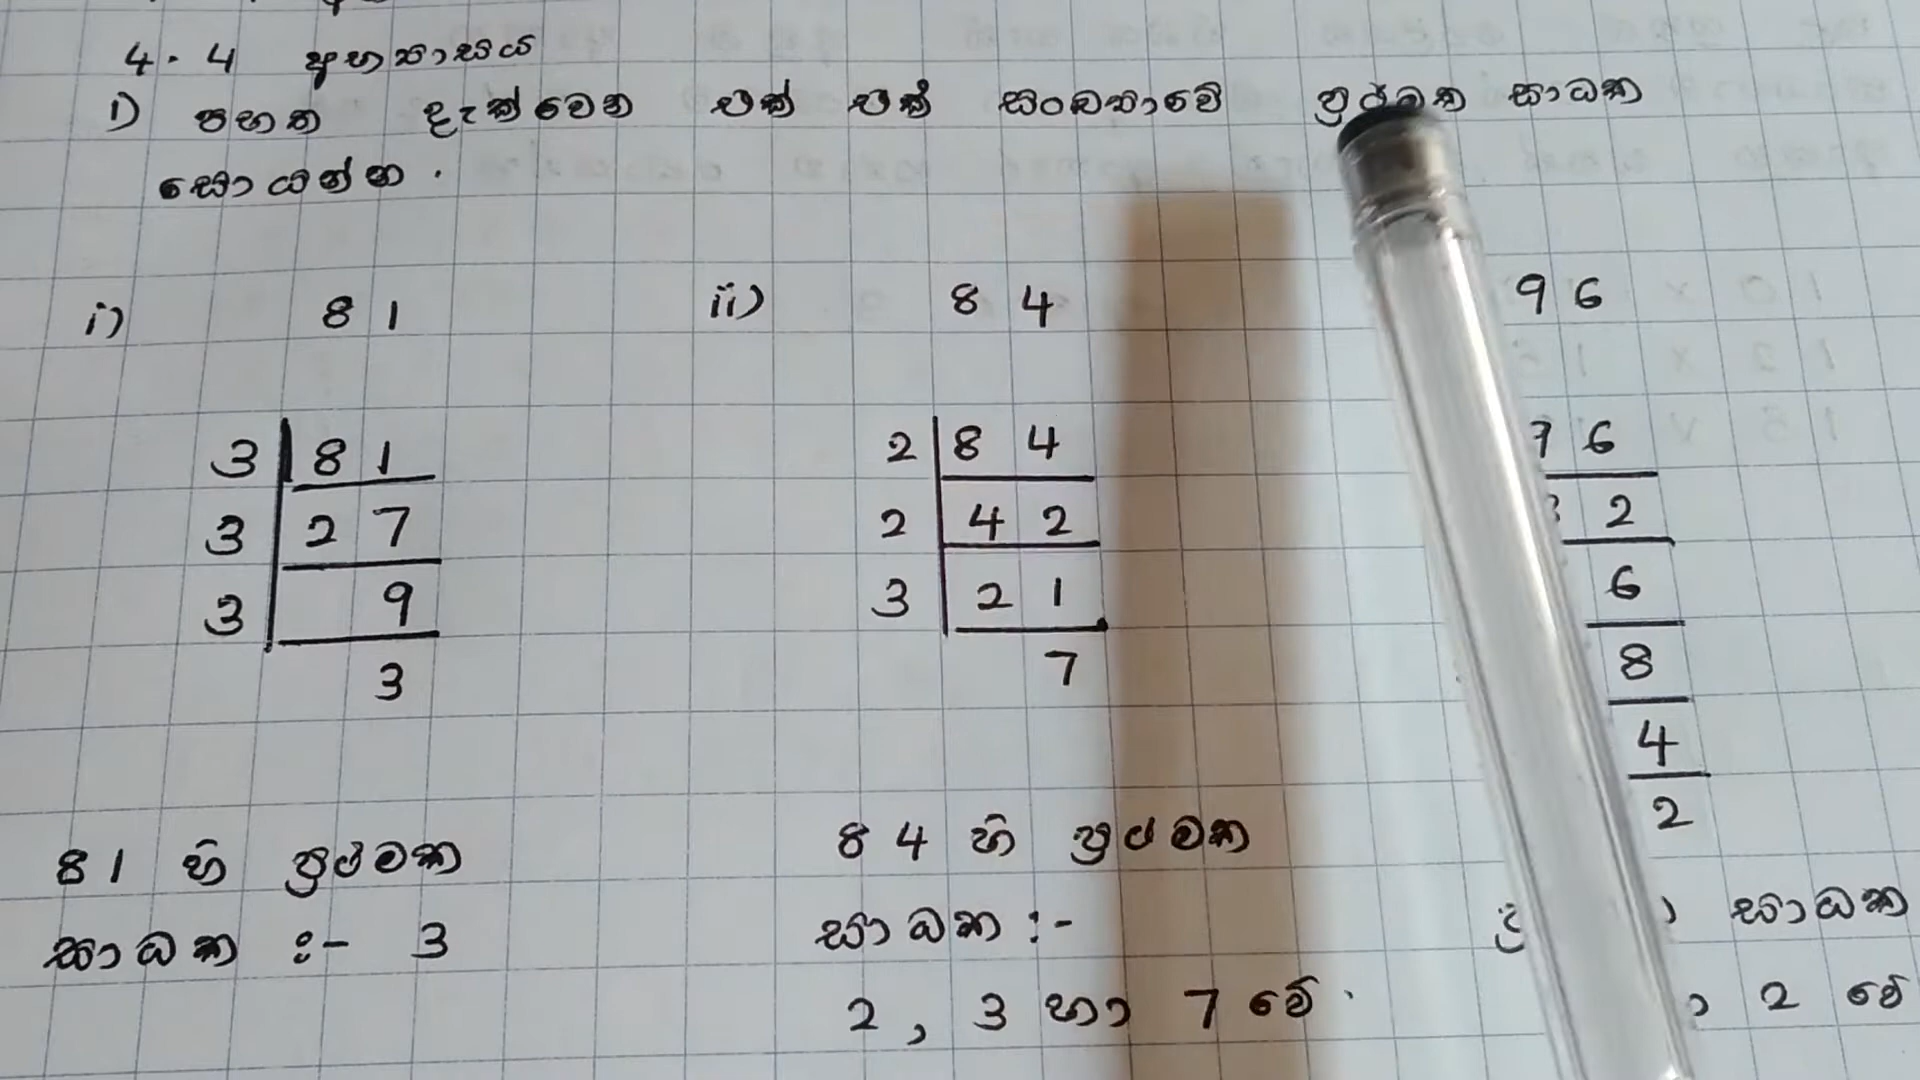 4.4 අභ්‍යාසය
1) පහත දැක්වෙන එක් එක් සංඛ්‍යාවේ ප්‍රථමක සාධක
සොයන්න.
i) 81
3 81
3 27
3 9
3
81 හි ප්‍රථමක
සාධක :- 3
ii) 84
2 84
2 42
3 21
7
84 හි ප්‍රථමක
සාධක :-
2, 3 හා 7 වේ.
96
6
2
6
8
4
2
සාධක
2 වේ